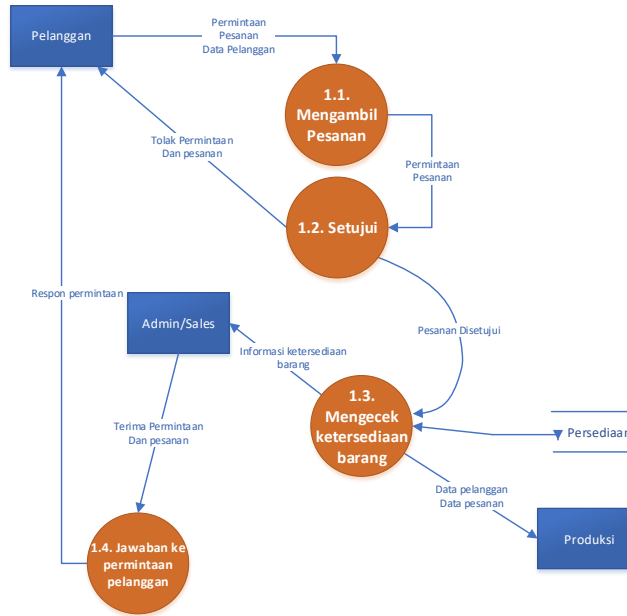 Pelanggan
Permintaan
Pesanan
Data Pelanggan
1.1.
Mengambil
Pesanan
Tolak Permintaan
Dan pesanan
Permintaan
Pesanan
1.2. Setujui
Respon permintaan
Admin/Sales
Pesanan Disetujui
Informasi ketersediaan
barang
1.3.
Mengecek
ketersediaan
barang
Persediaan
Terima Permintaan
Dan pesanan
Data pelanggan
Data pesanan
Produksi
1.4. Jawaban ke
permintaan
pelanggan